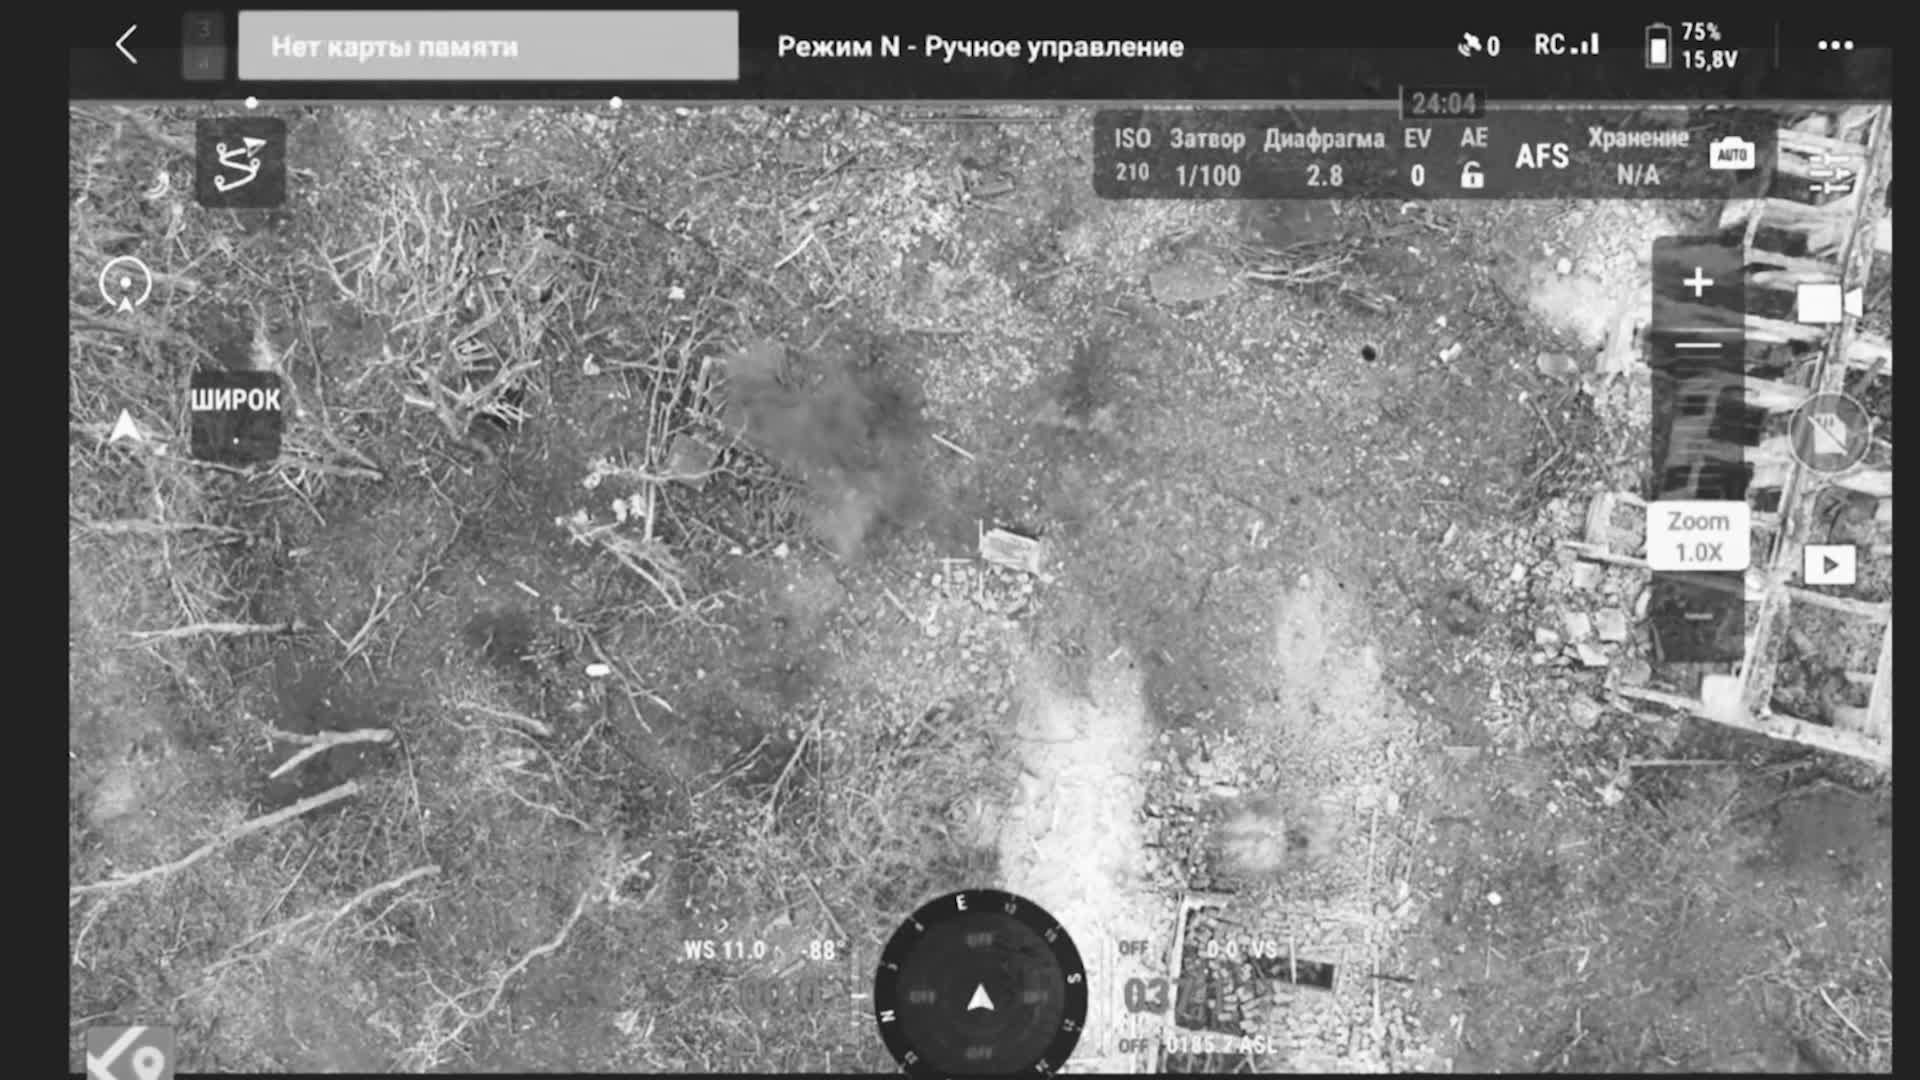 Нет карты памяти
Режим N - Ручное управление
0
RC
75%
15,8V
24:04
ISO
210
Затвор
1/100
Диафрагма
2.8
EV
0
AE
AFS
Хранение
N/A
AUTO
ШИРОК
Zoom
1.0X
WS 11.0
-88°
E
S
N
OFF
0.0 VS
OFF
0185.2 ASL